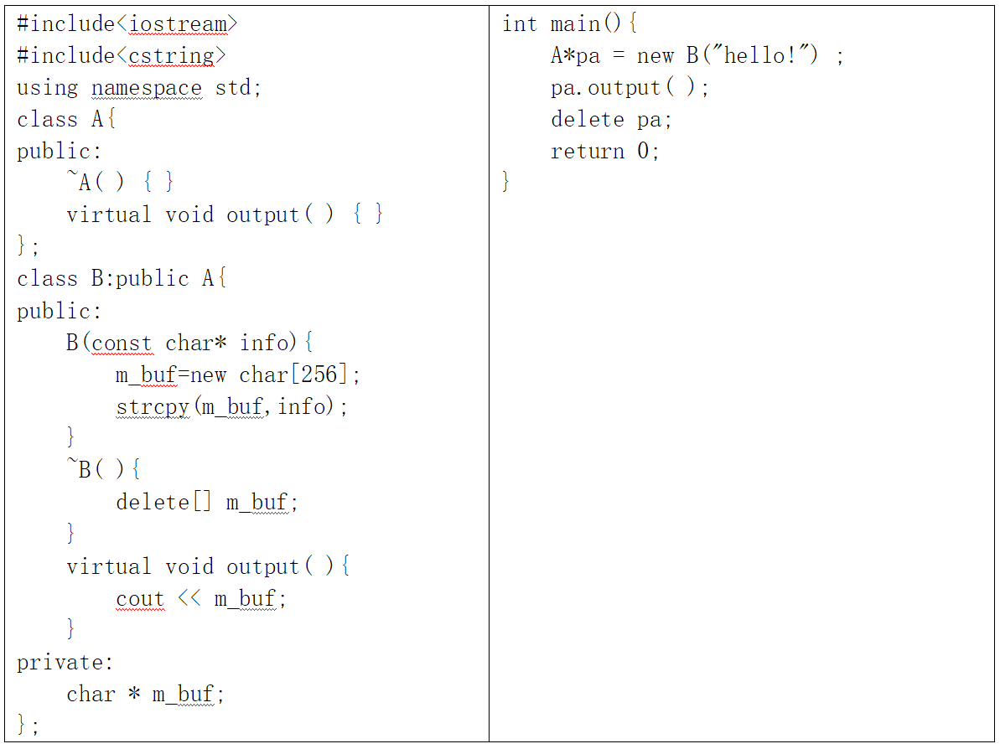 #include<iostream>
#include<cstring>
using namespace std;
class A{
public:
    ~A( ) { }
    virtual void output( ) { }
};
class B:public A{
public:
    B(const char* info){
        m_buf=new char[256];
        strcpy(m_buf,info);
    }
    ~B( ){
        delete[] m_buf;
    }
    virtual void output( ){
        cout << m_buf;
    }
private:
    char * m_buf;
};
int main(){
    A*pa = new B("hello!") ;
    pa.output( );
    delete pa;
    return 0;
}